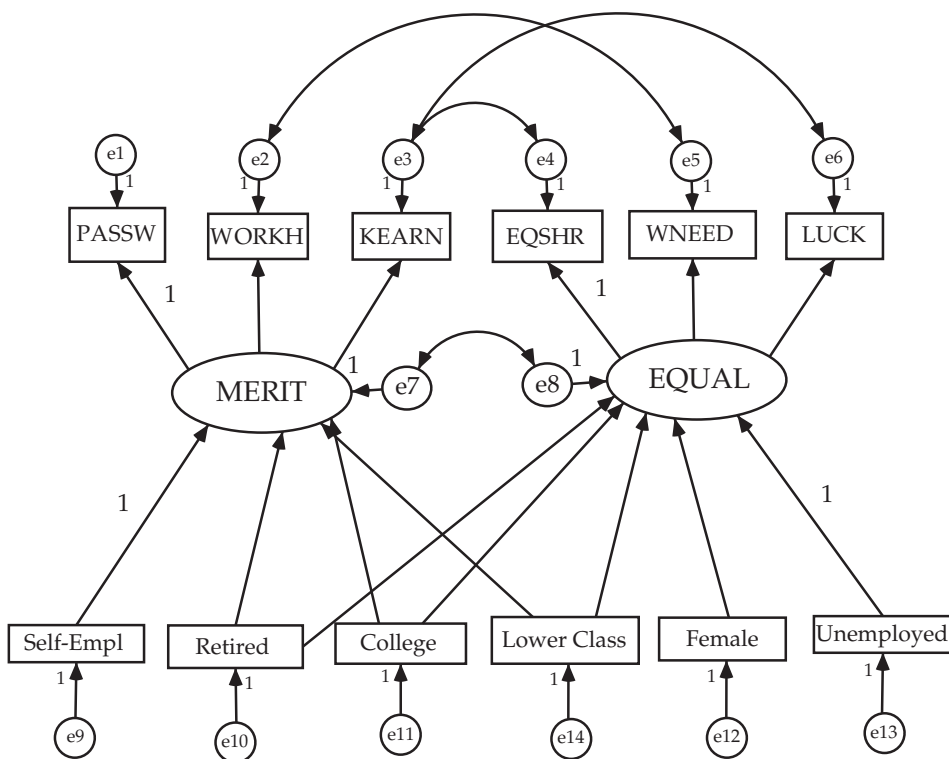 e1 e2 e3 e4 e5 e6
1 1 1 1 1 1
PASSW WORKH KEARN EQSHR WNEED LUCK
1 1
1 1
MERIT e7 e8 EQUAL
1 1
Self-Empl Retired College Lower Class Female Unemployed
1 1 1 1 1 1
e9 e10 e11 e14 e12 e13